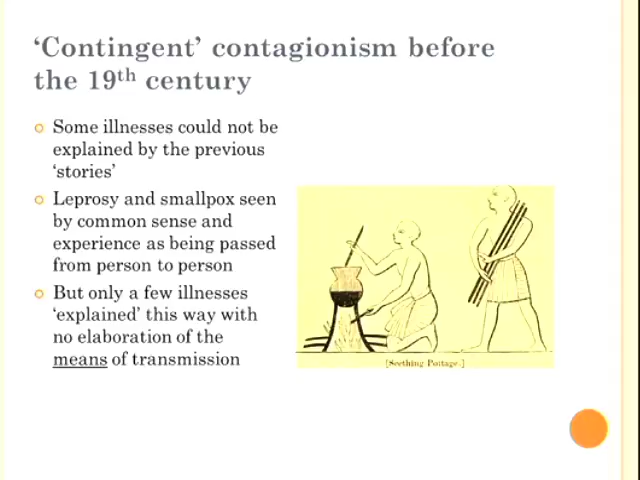 ‘Contingent’ contagionism before
the 19th century
Some illnesses could not be
explained by the previous
‘stories’
Leprosy and smallpox seen
by common sense and
experience as being passed
from person to person
But only a few illnesses
‘explained’ this way with
no elaboration of the
means of transmission
[Seething Pottage.]